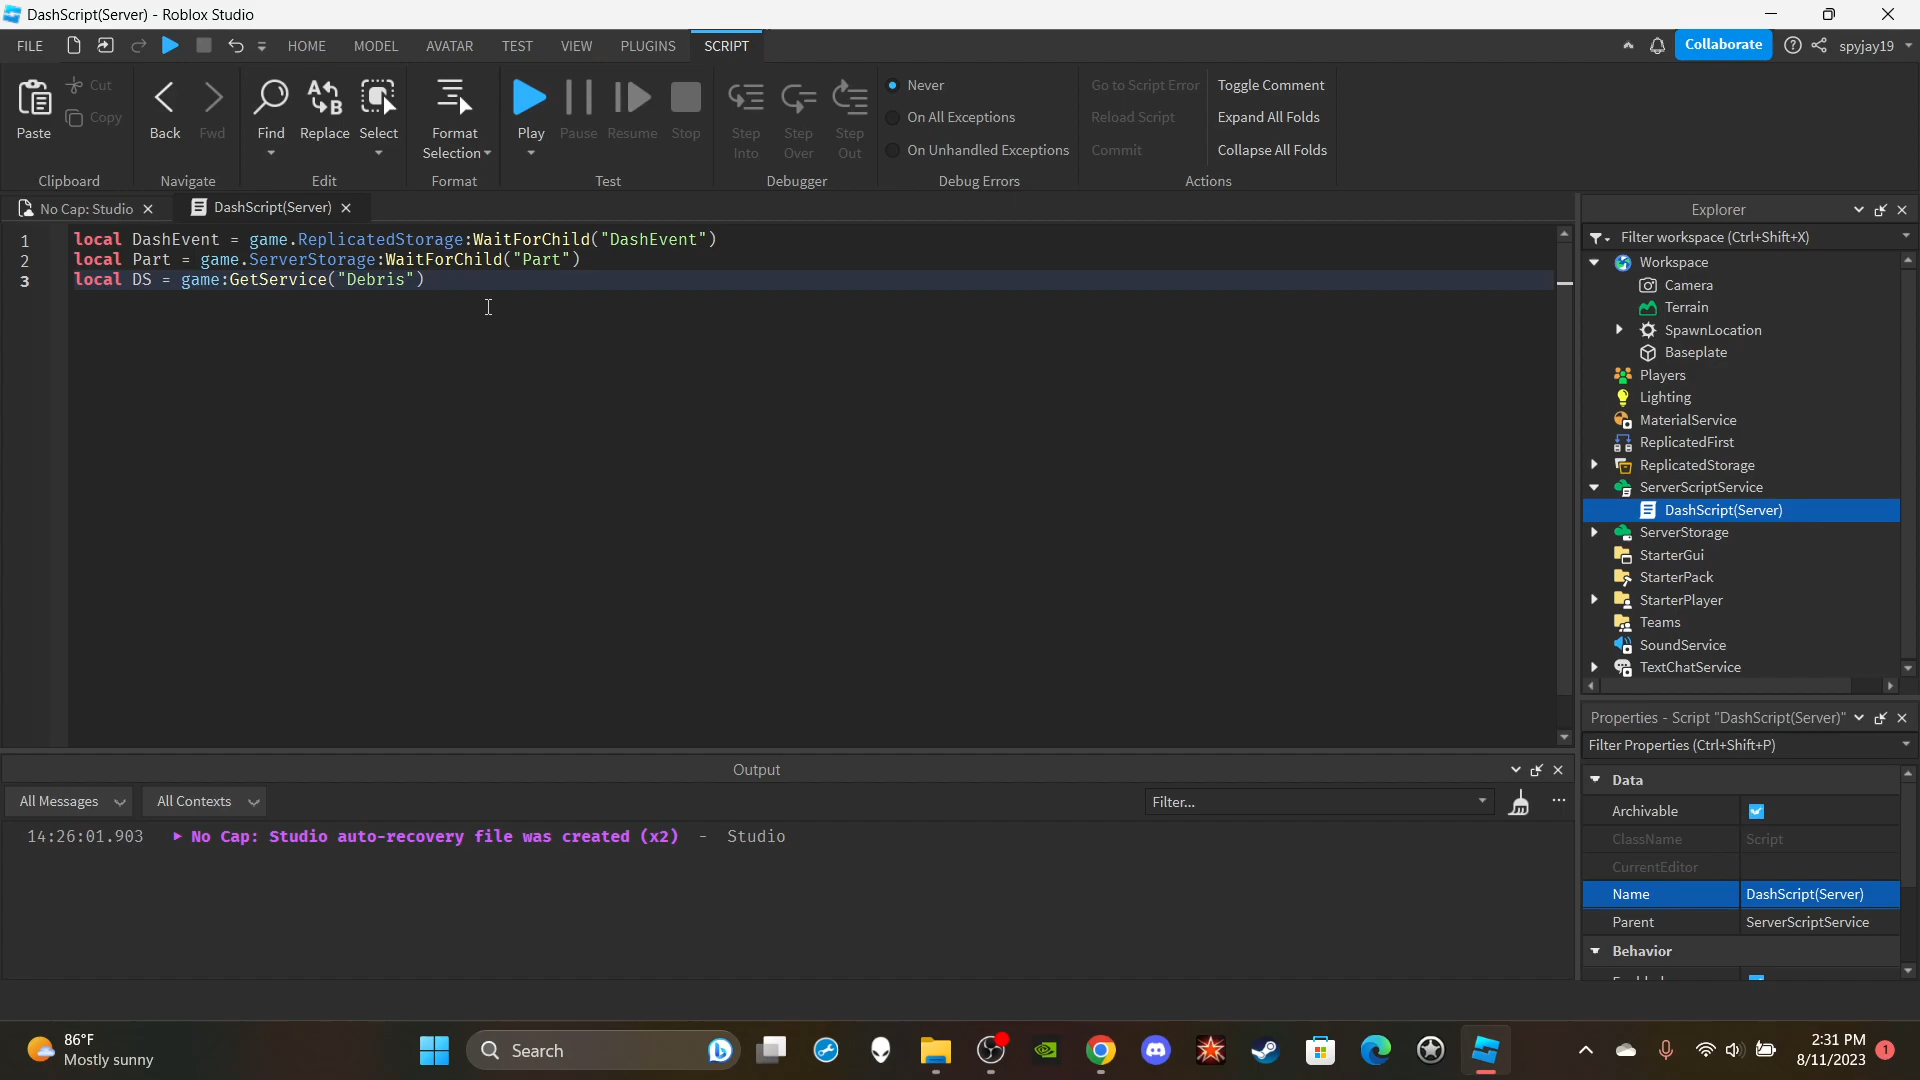 DashScript(Server) - Roblox Studio
FILE HOME MODEL AVATAR TEST VIEW PLUGINS SCRIPT Collaborate spyjay19
Paste Cut Copy Back Fwd Find Replace Select Format Selection Play Pause Resume Stop Step Into Step Over Step Out
Never
On All Exceptions
On Unhandled Exceptions
Go to Script Error
Reload Script
Commit
Toggle Comment
Expand All Folds
Collapse All Folds
Clipboard Navigate Edit Format Test Debugger Debug Errors Actions
No Cap: Studio DashScript(Server)
1 local DashEvent = game.ReplicatedStorage:WaitForChild("DashEvent")
2 local Part = game.ServerStorage:WaitForChild("Part")
3 local DS = game:GetService("Debris")
Explorer
Filter workspace (Ctrl+Shift+X)
Workspace
Camera
Terrain
SpawnLocation
Baseplate
Players
Lighting
MaterialService
ReplicatedFirst
ReplicatedStorage
ServerScriptService
DashScript(Server)
ServerStorage
StarterGui
StarterPack
StarterPlayer
Teams
SoundService
TextChatService
Properties - Script "DashScript(Server)"
Filter Properties (Ctrl+Shift+P)
Data
Archivable
ClassName Script
CurrentEditor
Name DashScript(Server)
Parent ServerScriptService
Behavior
Output
All Messages All Contexts Filter...
14:26:01.903 No Cap: Studio auto-recovery file was created (x2) - Studio
86°F
Mostly sunny
Search
2:31 PM
8/11/2023
1